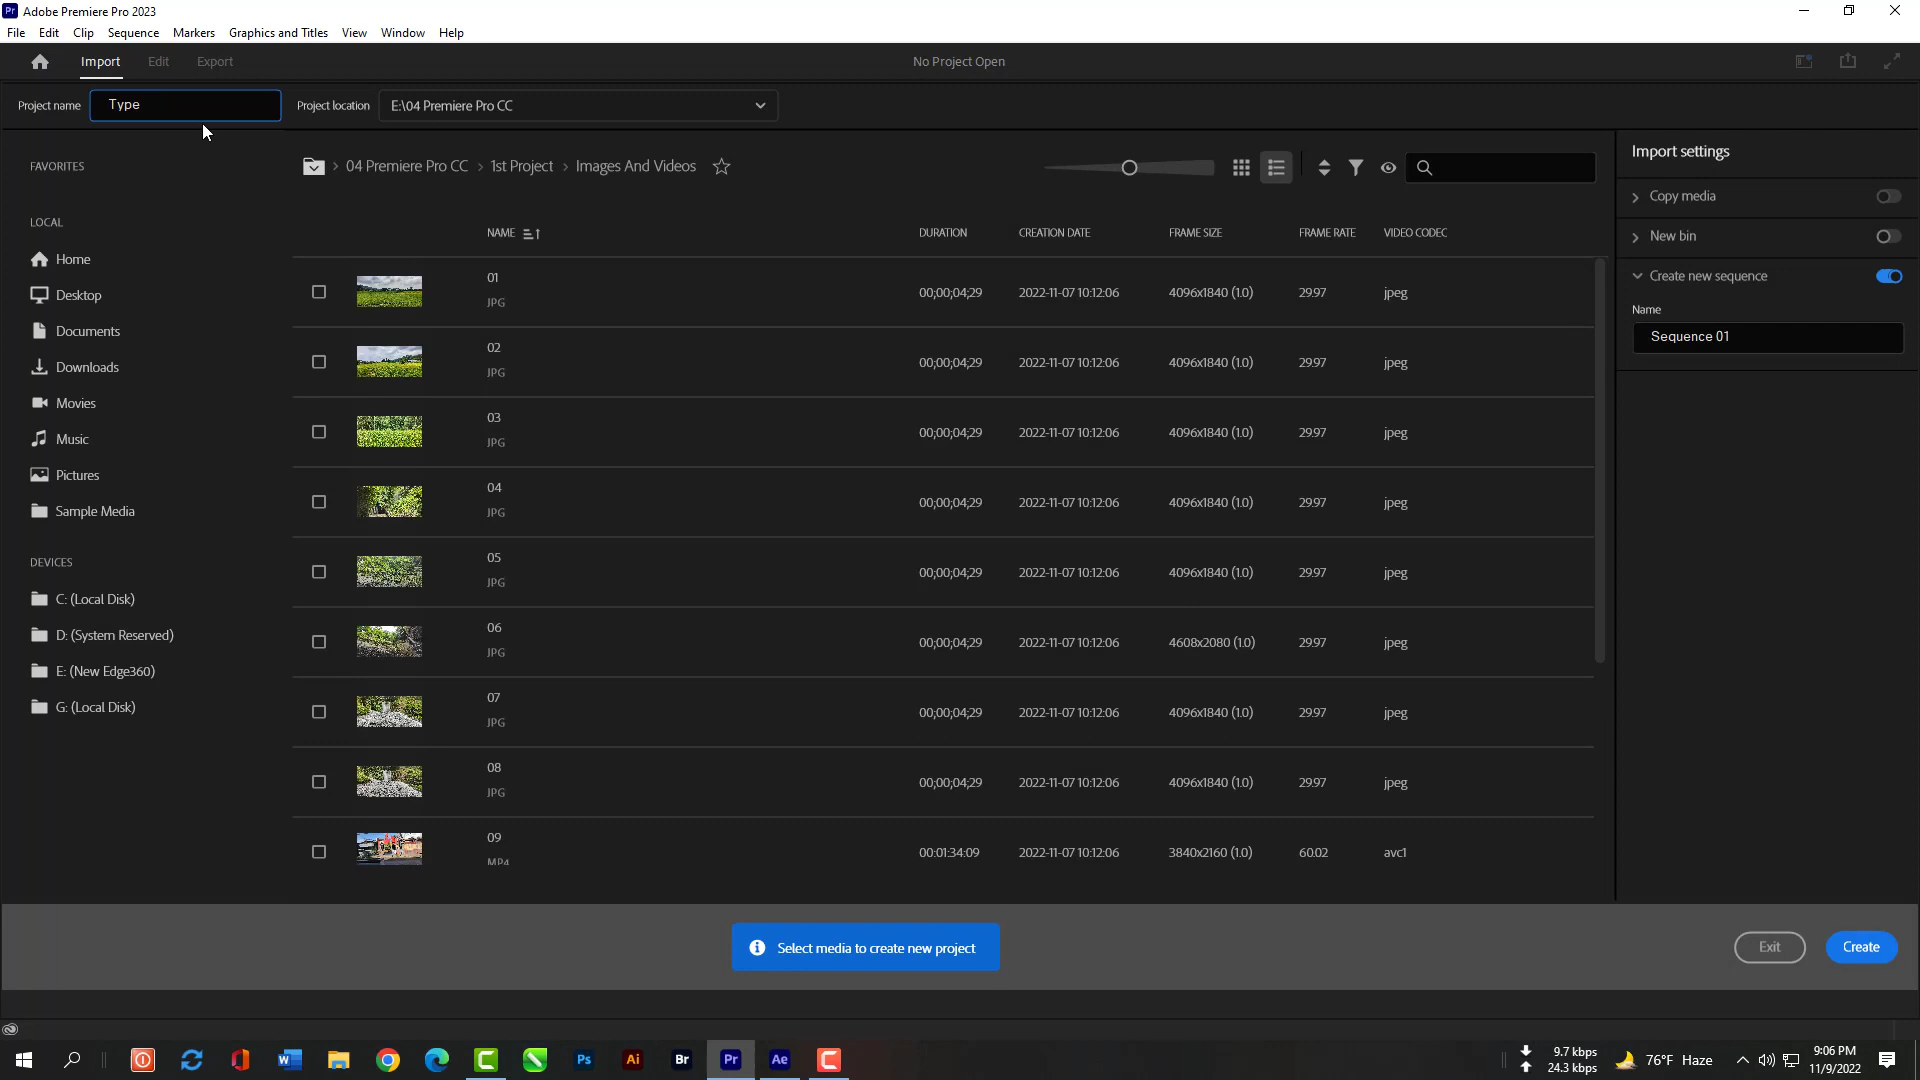 Pr Adobe Premiere Pro 2023
File Edit Clip Sequence Markers Graphics and Titles View Window Help
Import Edit Export No Project Open
Project name Type Project location E:\04 Premiere Pro CC
FAVORITES
LOCAL
Home
Desktop
Documents
Downloads
Movies
Music
Pictures
Sample Media
DEVICES
C: (Local Disk)
D: (System Reserved)
E: (New Edge360)
G: (Local Disk)
04 Premiere Pro CC › 1st Project › Images And Videos
NAME DURATION CREATION DATE FRAME SIZE FRAME RATE VIDEO CODEC
01
JPG
00;00;04;29 2022-11-07 10:12:06 4096x1840 (1.0) 29.97 jpeg
02
JPG
00;00;04;29 2022-11-07 10:12:06 4096x1840 (1.0) 29.97 jpeg
03
JPG
00;00;04;29 2022-11-07 10:12:06 4096x1840 (1.0) 29.97 jpeg
04
JPG
00;00;04;29 2022-11-07 10:12:06 4096x1840 (1.0) 29.97 jpeg
05
JPG
00;00;04;29 2022-11-07 10:12:06 4096x1840 (1.0) 29.97 jpeg
06
JPG
00;00;04;29 2022-11-07 10:12:06 4608x2080 (1.0) 29.97 jpeg
07
JPG
00;00;04;29 2022-11-07 10:12:06 4096x1840 (1.0) 29.97 jpeg
08
JPG
00;00;04;29 2022-11-07 10:12:06 4096x1840 (1.0) 29.97 jpeg
09
MP4
00:01:34:09 2022-11-07 10:12:06 3840x2160 (1.0) 60.02 avc1
Import settings
Copy media
New bin
Create new sequence
Name
Sequence 01
Select media to create new project
Exit Create
Ps Ai Br Pr Ae
9.7 kbps
24.3 kbps
76°F Haze
9:06 PM
11/9/2022